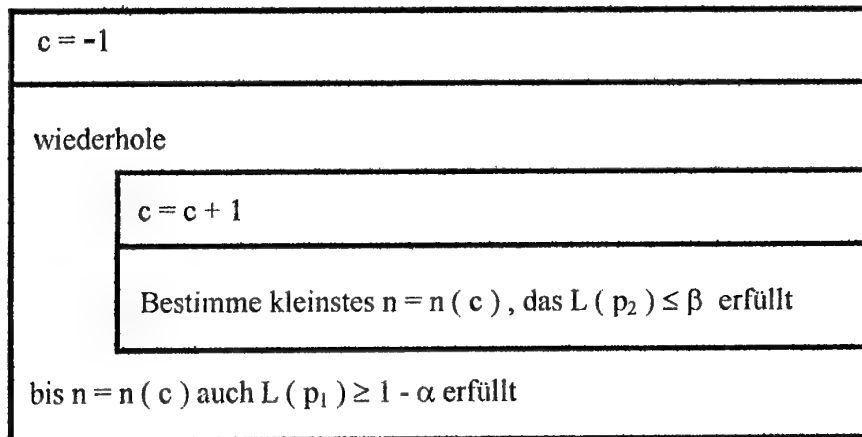 c = -1
wiederhole
c = c + 1
Bestimme kleinstes n = n ( c ) , das L ( p₂ ) ≤ β erfüllt
bis n = n ( c ) auch L ( p₁ ) ≥ 1 - α erfüllt